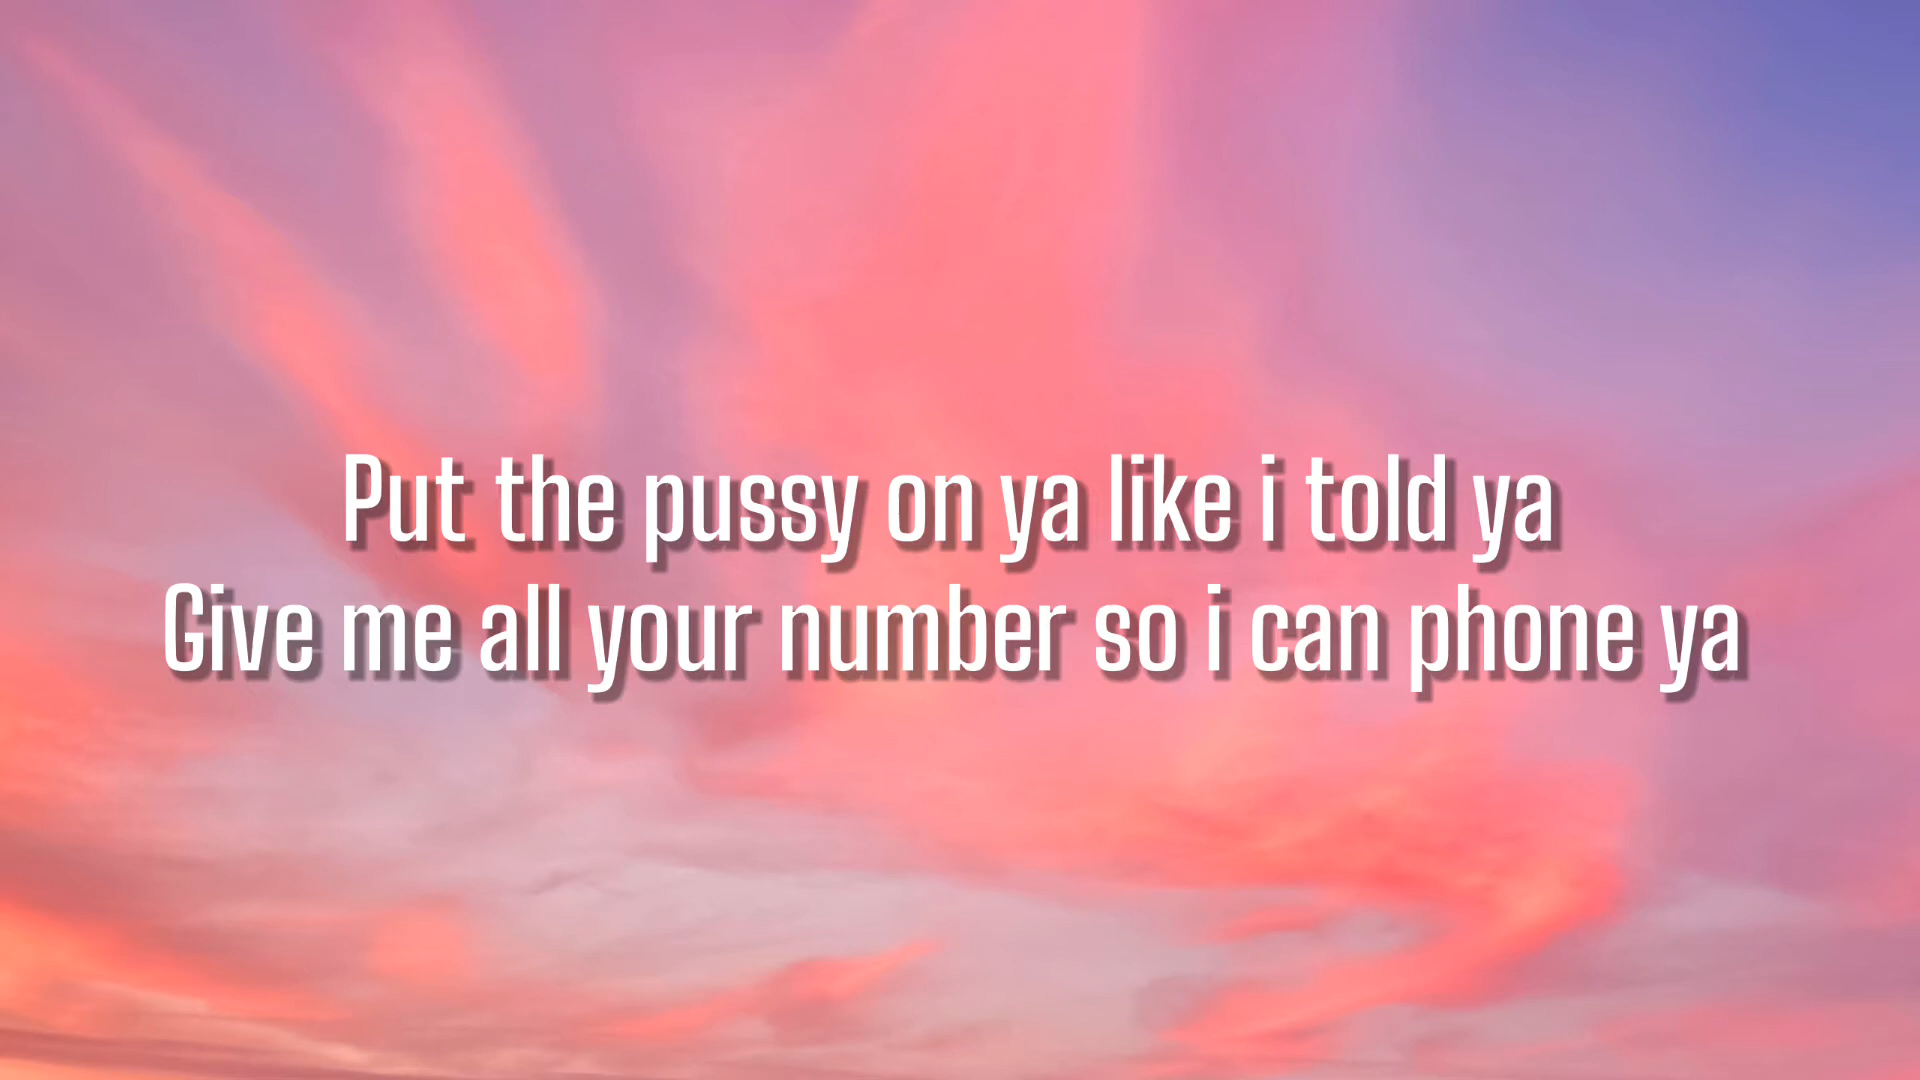 Put the pussy on ya like i told ya
Give me all your number so i can phone ya